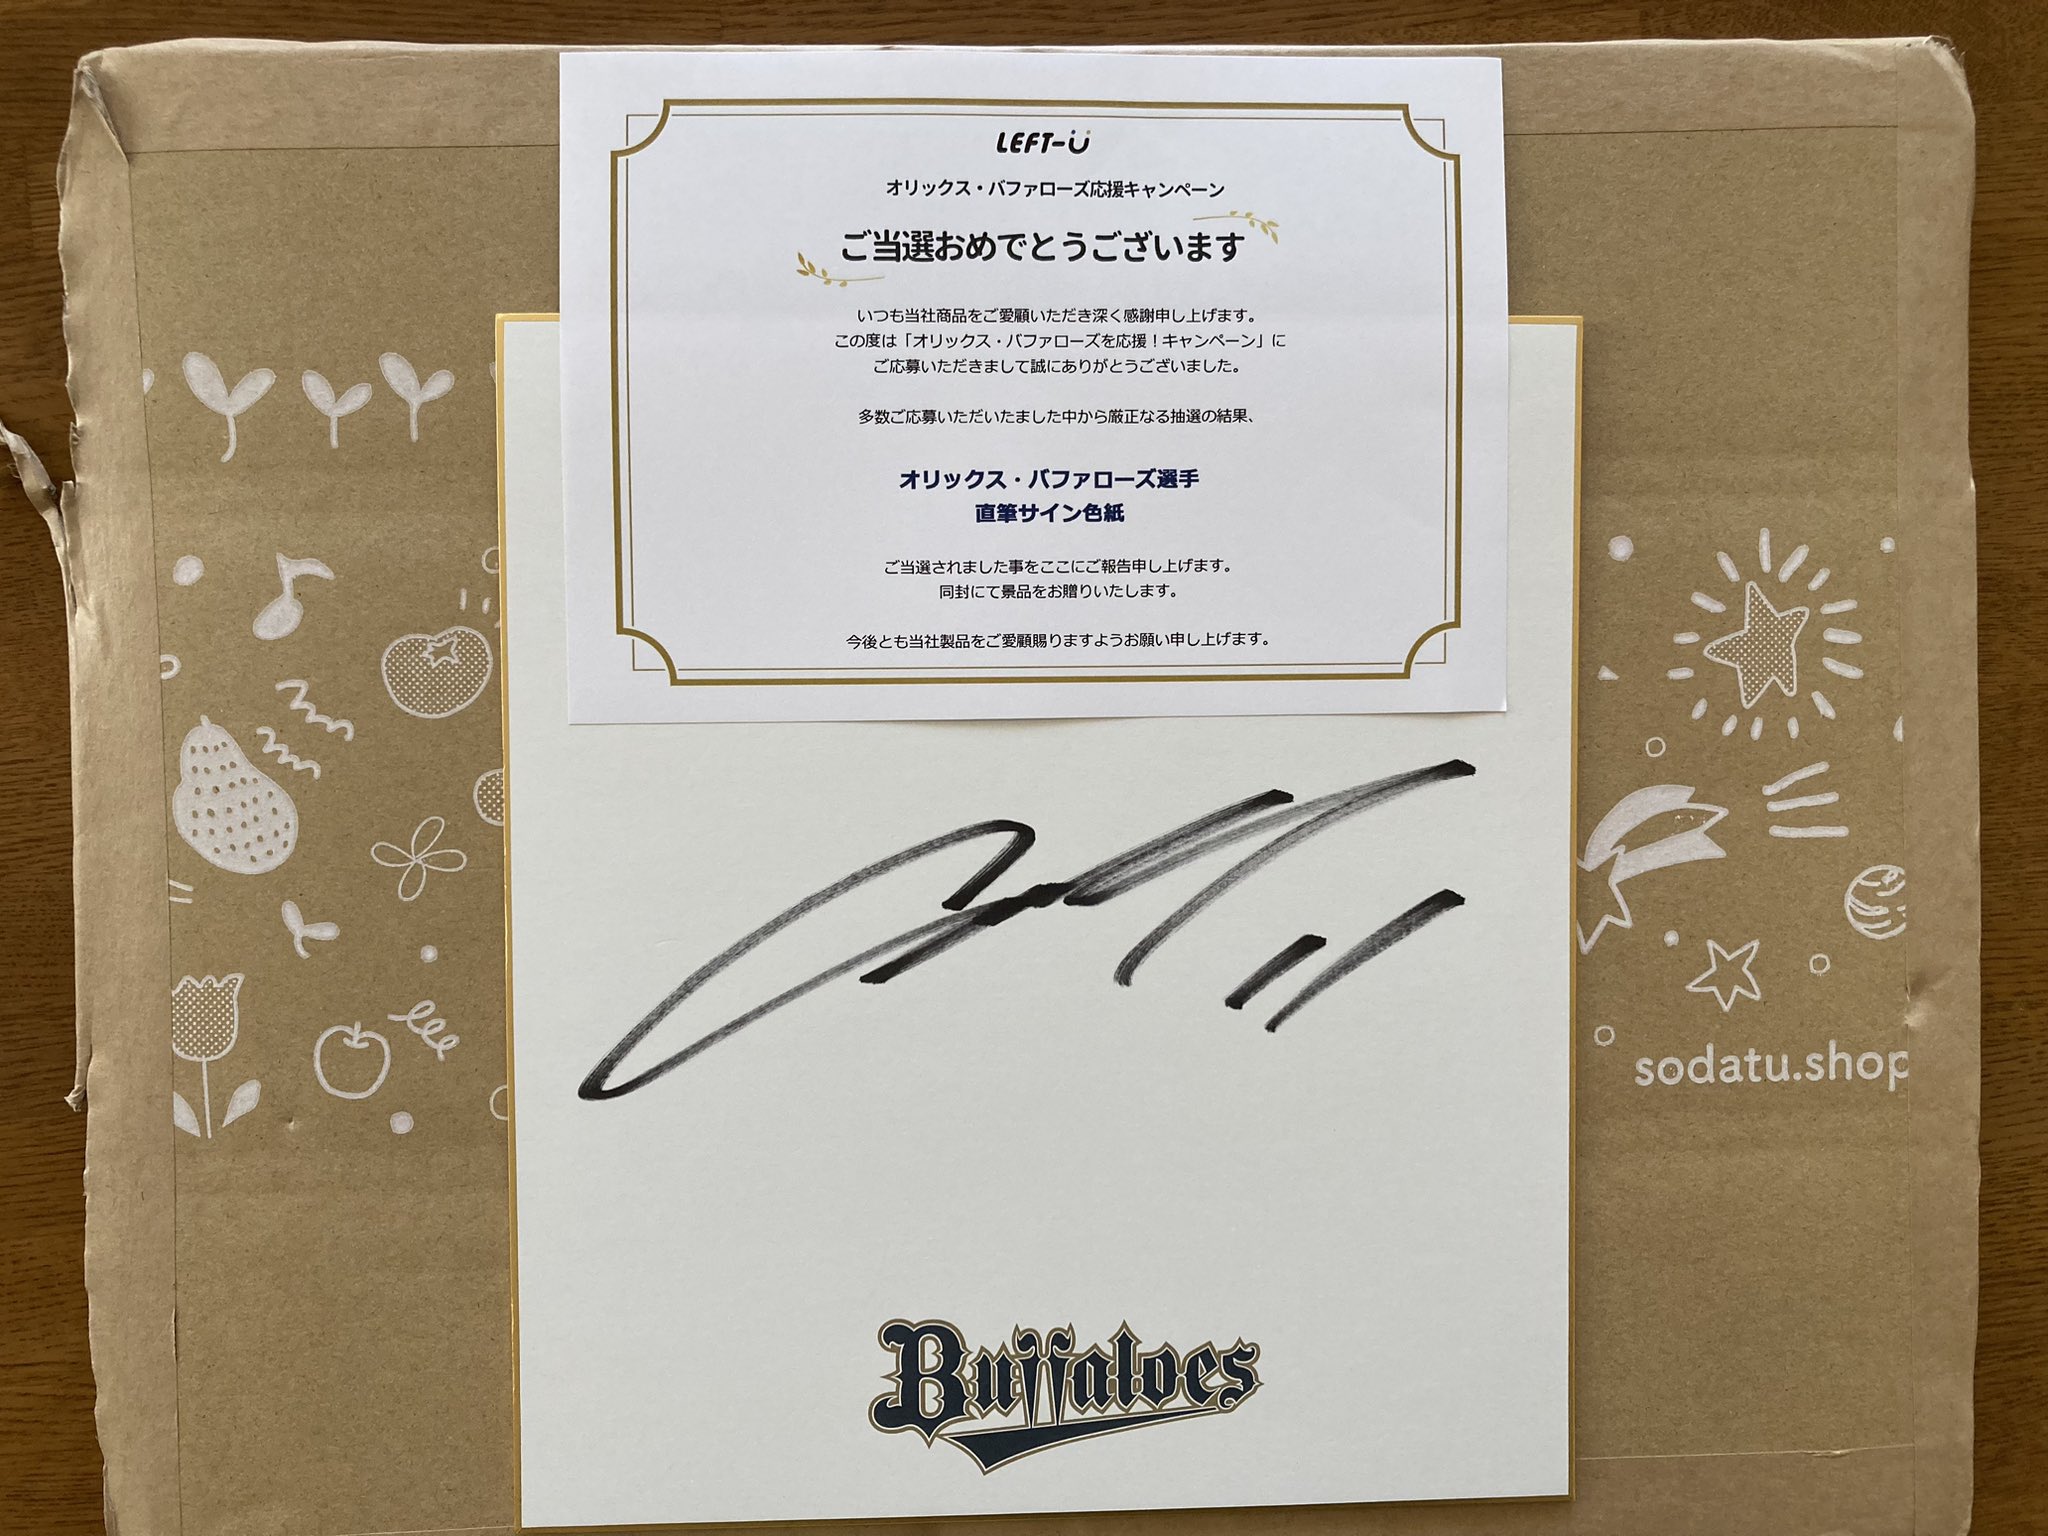 LEFT-U
オリックス・バファローズ応援キャンペーン
ご当選おめでとうございます
いつも当社商品をご愛顧いただき深く感謝申し上げます。
この度は「オリックス・バファローズを応援！キャンペーン」に
ご応募いただきまして誠にありがとうございました。
多数ご応募いただいたました中から厳正なる抽選の結果、
オリックス・バファローズ選手
直筆サイン色紙
ご当選されました事をここにご報告申し上げます。
同封にて景品をお贈りいたします。
今後とも当社製品をご愛顧賜りますようお願い申し上げます。
sodatu.shop
Buffaloes